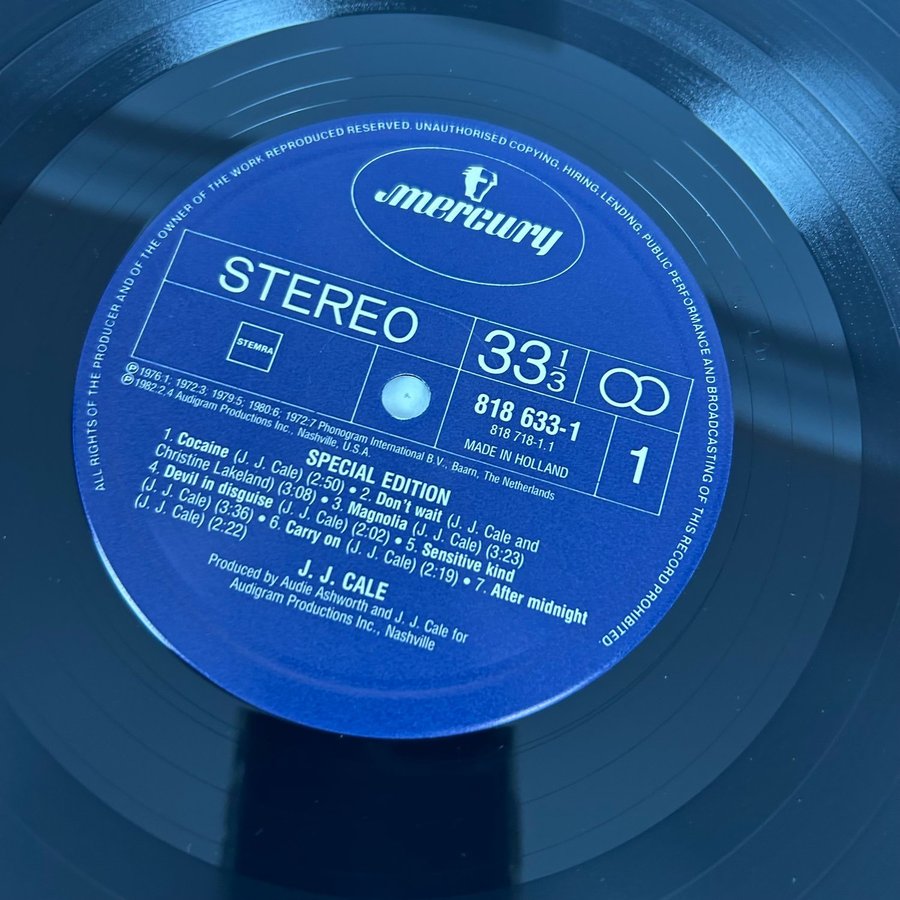 ALL RIGHTS OF THE PRODUCER AND OF THE OWNER OF THE WORK REPRODUCED RESERVED. UNAUTHORISED COPYING, HIRING, LENDING, PUBLIC PERFORMANCE AND BROADCASTING OF THIS RECORD PROHIBITED.
mercury
STEREO
33 1/3
STEMRA
818 633-1
818 718-1.1
MADE IN HOLLAND
1
℗ 1976:1; 1972:3; 1979:5; 1980:6; 1972:7 Phonogram International B.V., Baarn, The Netherlands
℗ 1982:2,4 Audigram Productions Inc., Nashville, U.S.A.
SPECIAL EDITION
1. Cocaine (J. J. Cale) (2:50) • 2. Don't wait (J. J. Cale and
Christine Lakeland) (3:08) • 3. Magnolia (J. J. Cale) (3:23)
4. Devil in disguise (J. J. Cale) (2:02) • 5. Sensitive kind
(J. J. Cale) (3:36) • 6. Carry on (J. J. Cale) (2:19) • 7. After midnight
(J. J. Cale) (2:22)
J. J. CALE
Produced by Audie Ashworth and J. J. Cale for
Audigram Productions Inc., Nashville